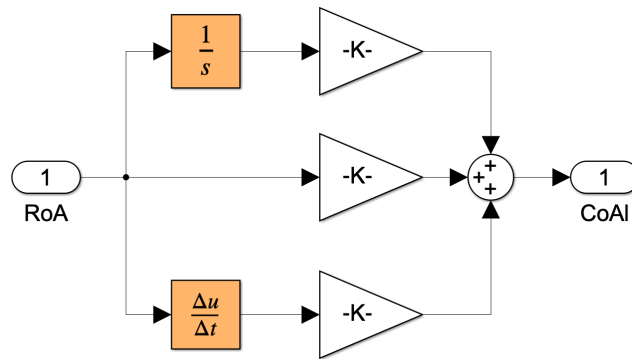 1
s
-K-
1
RoA
-K-
+
+
+
1
CoAl
Δu
Δt
-K-